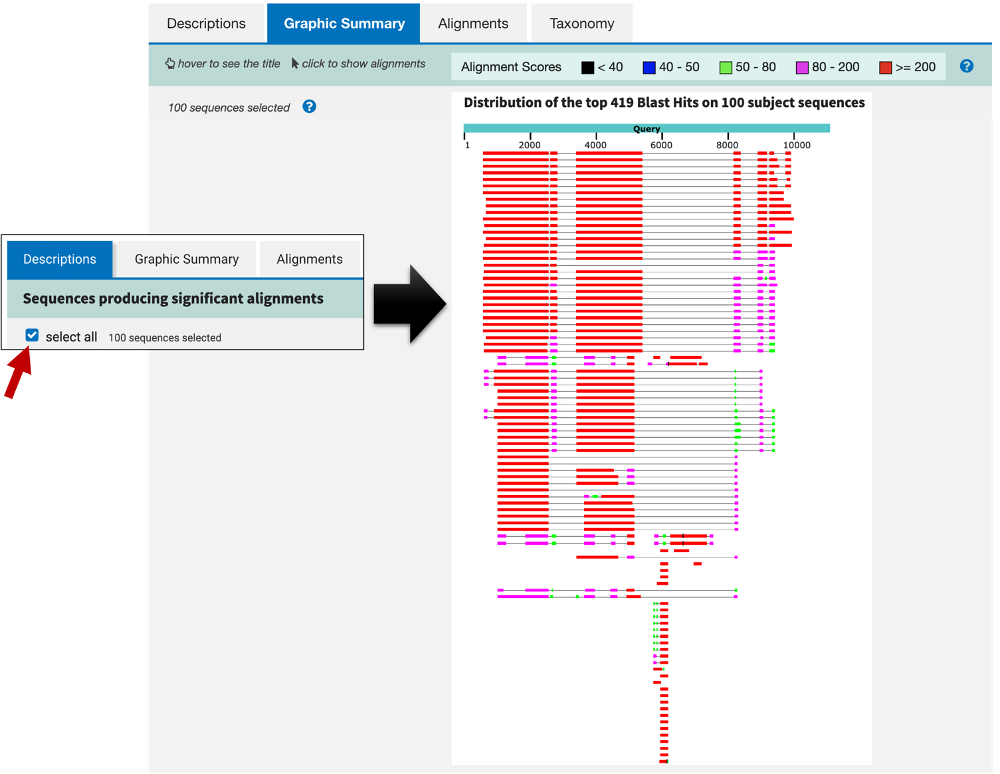 Descriptions
Graphic Summary
Alignments
Taxonomy
hover to see the title
click to show alignments
Alignment Scores
< 40
40 - 50
50 - 80
80 - 200
>= 200
?
100 sequences selected
?
Distribution of the top 419 Blast Hits on 100 subject sequences
Query
1
2000
4000
6000
8000
10000
Descriptions
Graphic Summary
Alignments
Sequences producing significant alignments
select all
100 sequences selected